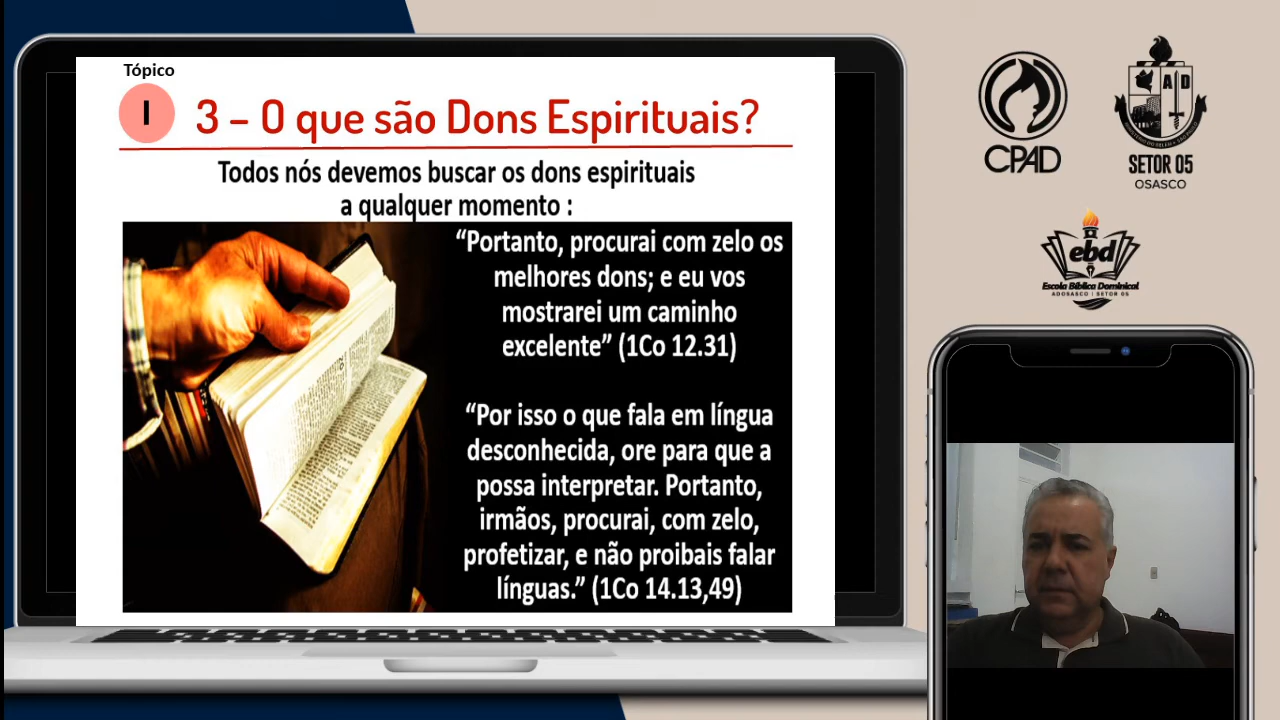 Tópico
I
3 – O que são Dons Espirituais?
Todos nós devemos buscar os dons espirituais
a qualquer momento :
“Portanto, procurai com zelo os
melhores dons; e eu vos
mostrarei um caminho
excelente” (1Co 12.31)
“Por isso o que fala em língua
desconhecida, ore para que a
possa interpretar. Portanto,
irmãos, procurai, com zelo,
profetizar, e não proibais falar
línguas.” (1Co 14.13,49)
CPAD
A D
SETOR 05
OSASCO
ebd
Escola Bíblica Dominical
ADOSASCO / SETOR 05